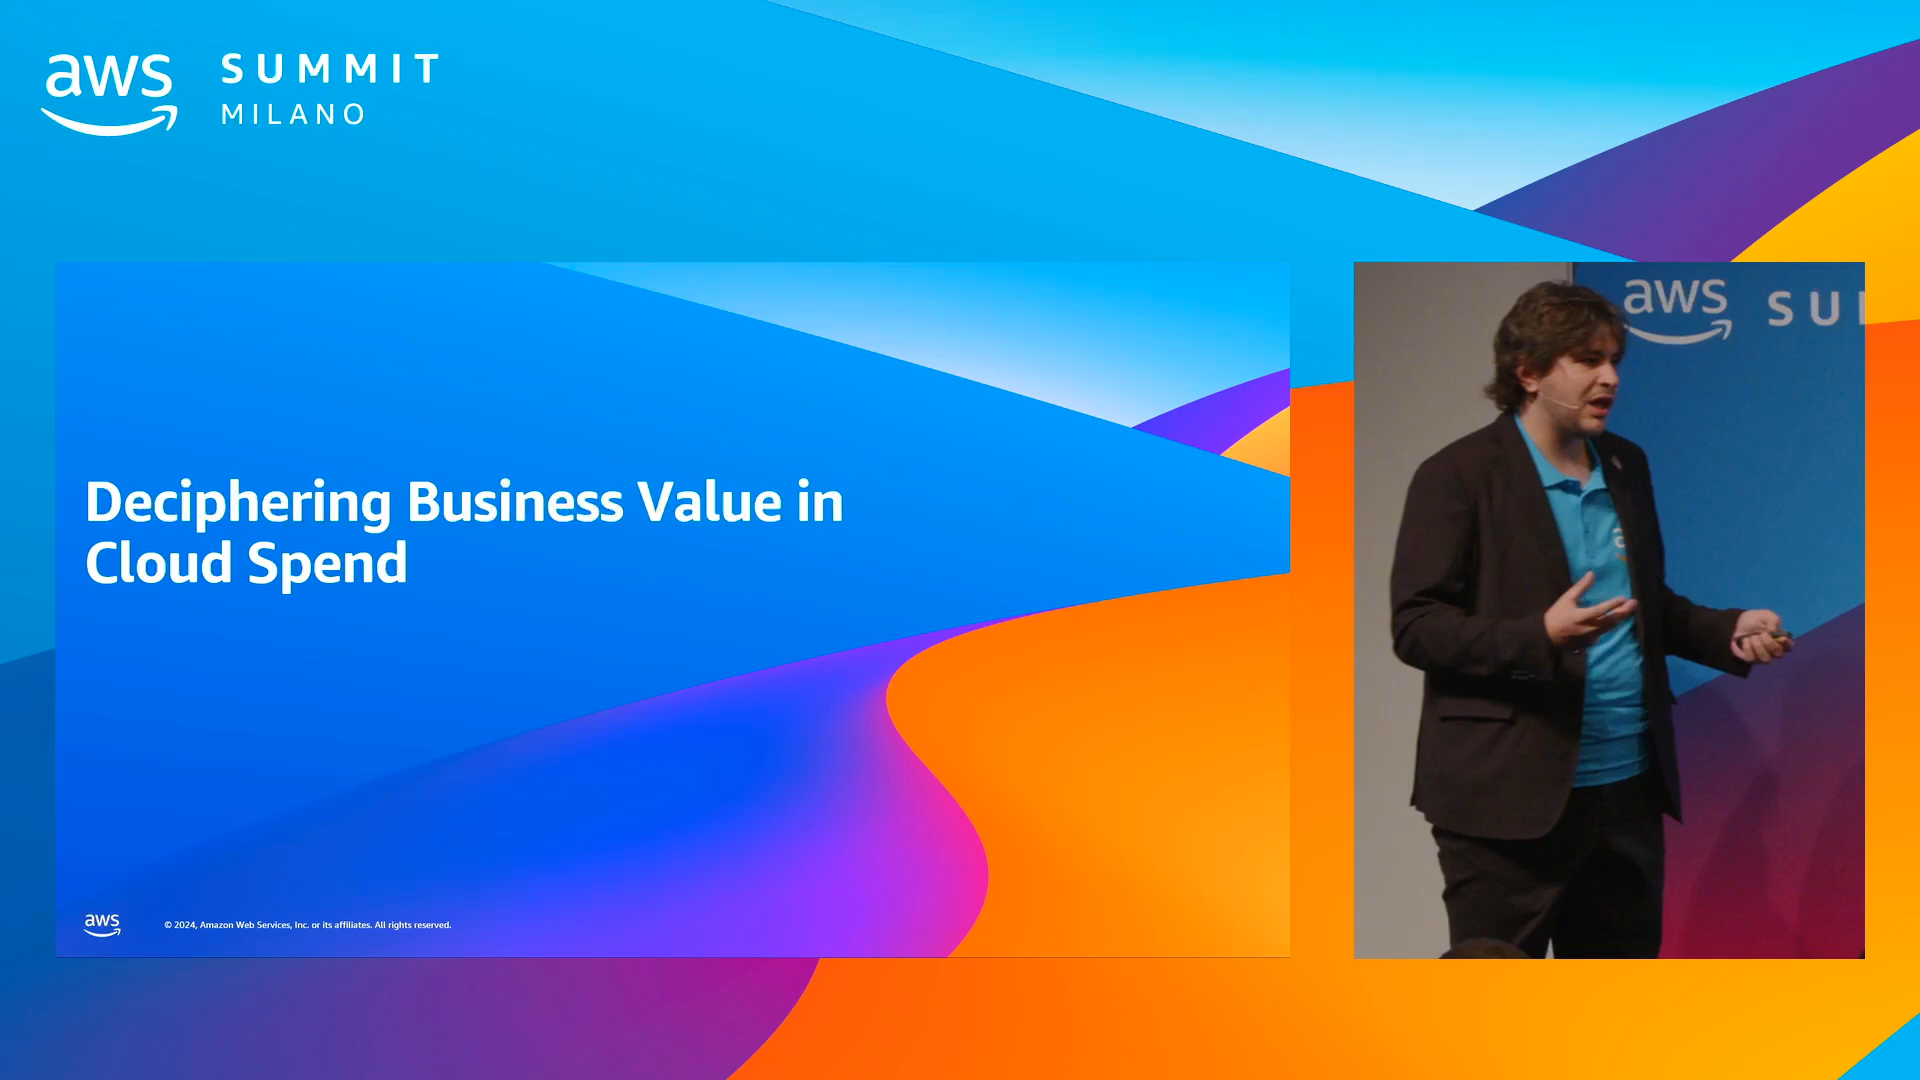 aws
SUMMIT
MILANO
aws SU
Deciphering Business Value in
Cloud Spend
aws
© 2024, Amazon Web Services, Inc. or its affiliates. All rights reserved.